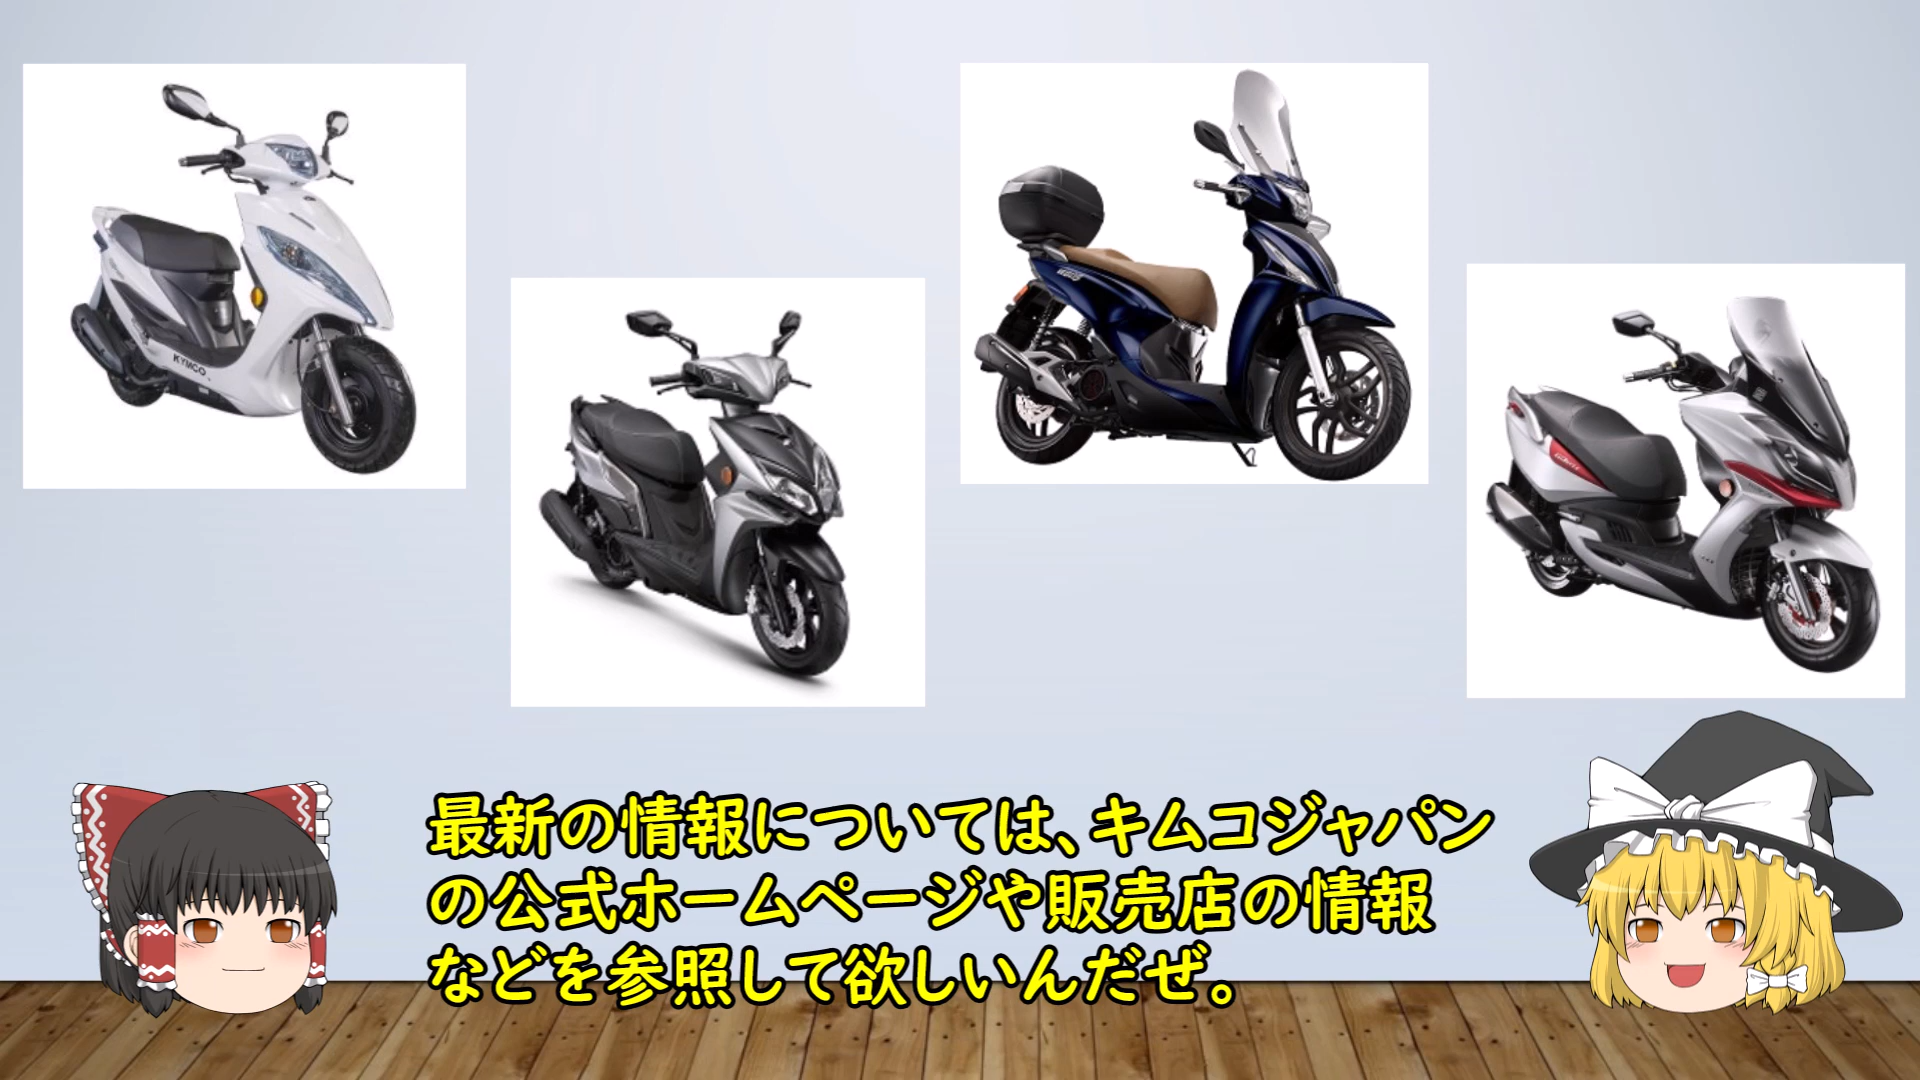 KYMCO
最新の情報については、キムコジャパン
の公式ホームページや販売店の情報
などを参照して欲しいんだぜ。